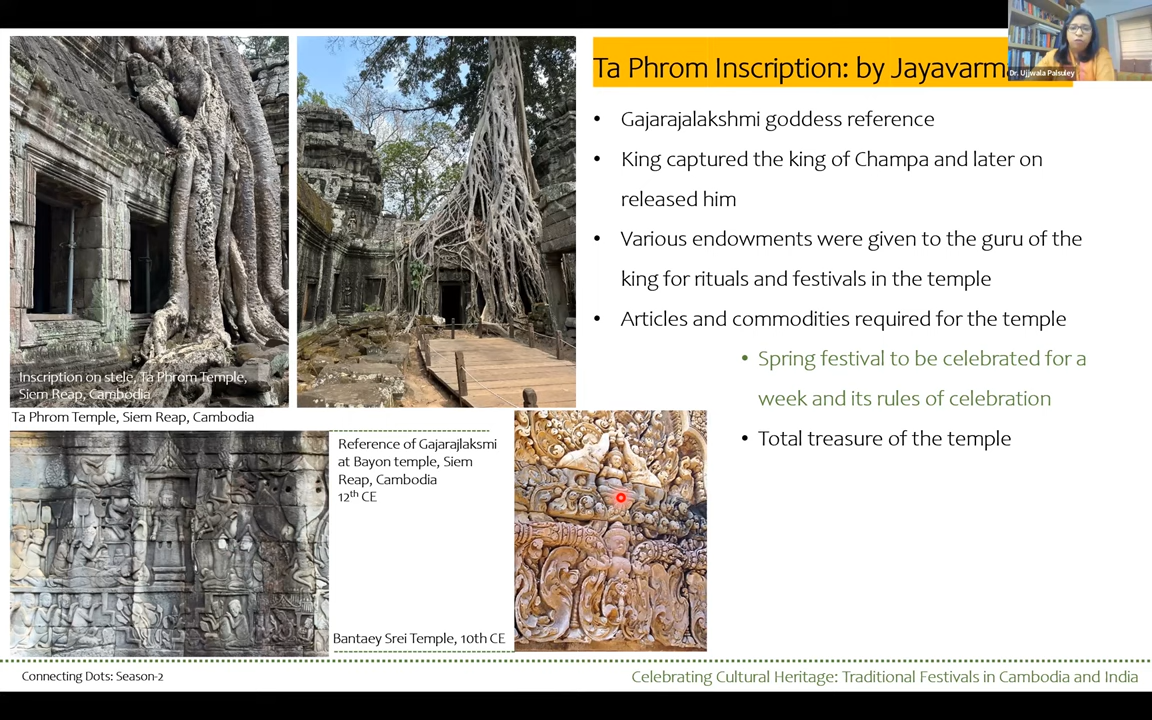 Ta Phrom Inscription: by Jayavarm
Dr. Ujjwala Palsuley
• Gajarajalakshmi goddess reference
• King captured the king of Champa and later on
released him
• Various endowments were given to the guru of the
king for rituals and festivals in the temple
• Articles and commodities required for the temple
• Spring festival to be celebrated for a
week and its rules of celebration
• Total treasure of the temple
Inscription on stele, Ta Phrom Temple,
Siem Reap, Cambodia
Ta Phrom Temple, Siem Reap, Cambodia
Reference of Gajarajlaksmi
at Bayon temple, Siem
Reap, Cambodia
12th CE
Bantaey Srei Temple, 10th CE
Connecting Dots: Season-2
Celebrating Cultural Heritage: Traditional Festivals in Cambodia and India